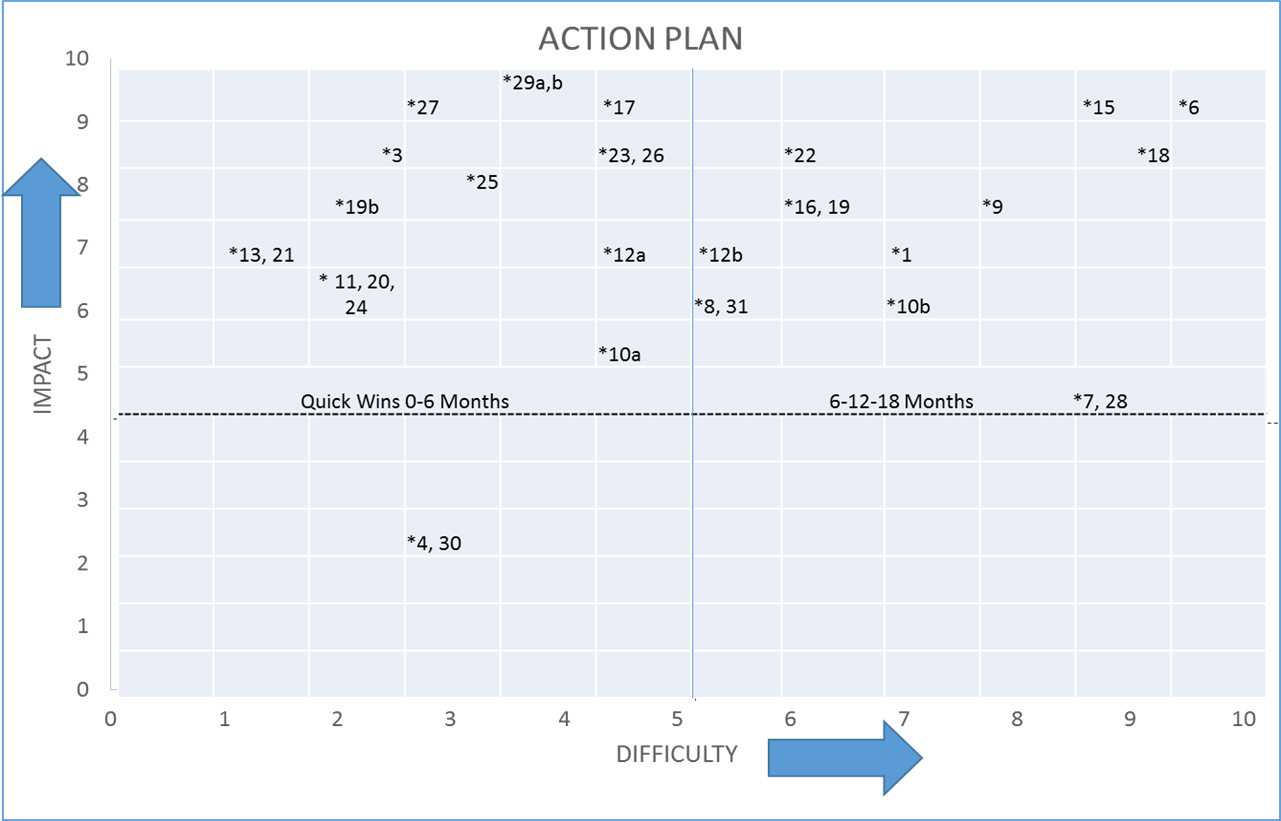 ACTION PLAN
10
*29a,b
*27
*17
*15
*6
9
*3
*23, 26
*22
*18
*25
8
*19b
*16, 19
*9
7
*13, 21
*12a
*12b
*1
* 11, 20,
24
6
*8, 31
*10b
*10a
5
Quick Wins 0-6 Months
6-12-18 Months
*7, 28
4
3
*4, 30
2
1
0
IMPACT
0 1 2 3 4 5 6 7 8 9 10
DIFFICULTY